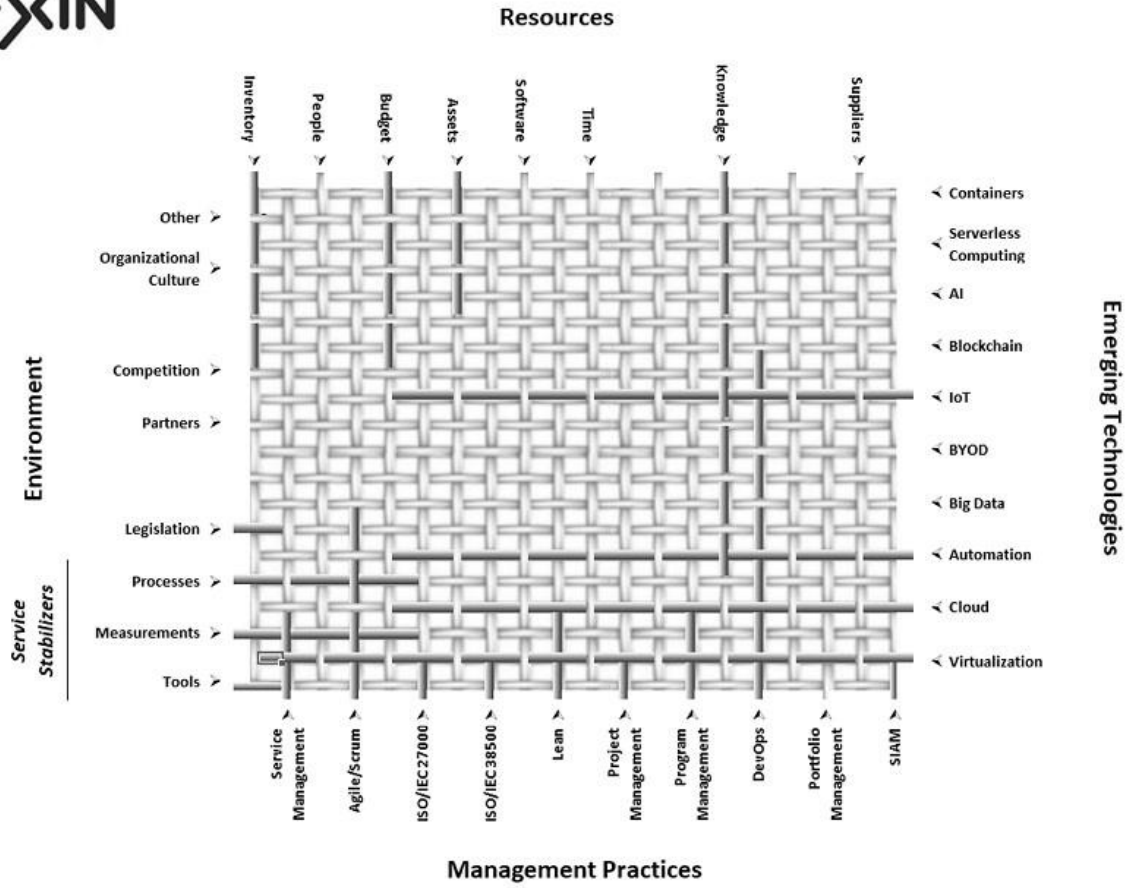 XIN
Resources
Inventory
People
Budget
Assets
Software
Time
Knowledge
Suppliers
Environment
Other
Organizational
Culture
Competition
Partners
Legislation
Service
Stabilizers
Processes
Measurements
Tools
Containers
Serverless
Computing
AI
Blockchain
IoT
BYOD
Big Data
Automation
Cloud
Virtualization
Emerging Technologies
Service
Management
Agile/Scrum
ISO/IEC27000
ISO/IEC38500
Lean
Project
Management
Program
Management
DevOps
Portfolio
Management
SIAM
Management Practices